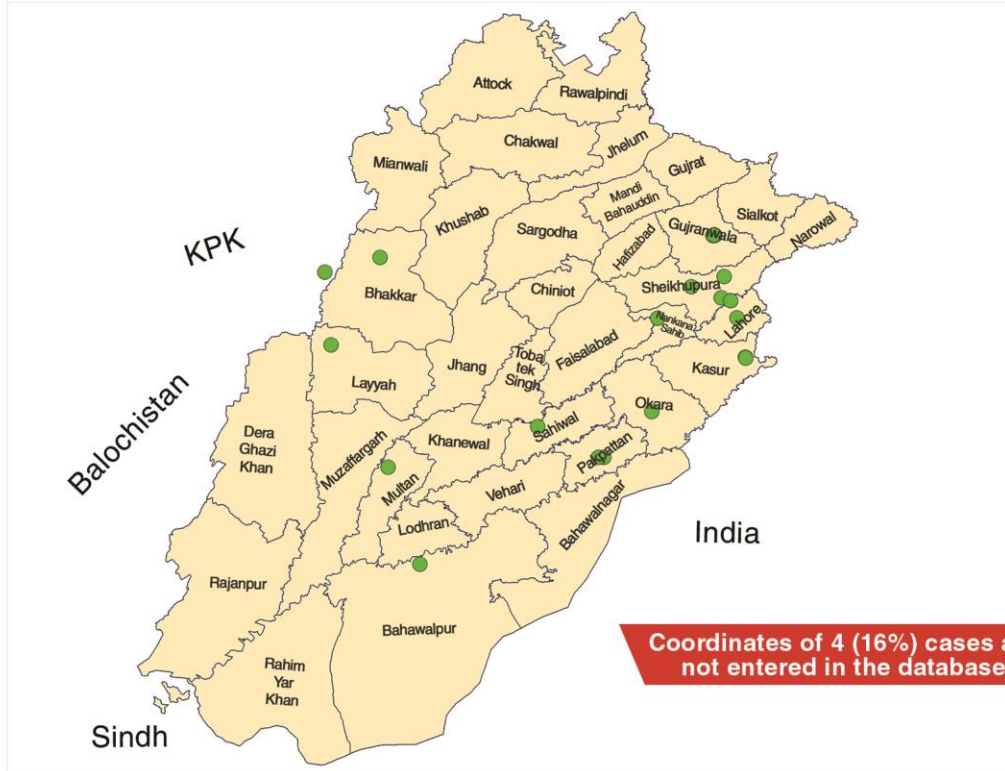 Attock
Rawalpindi
Chakwal
Jhelum
Mianwali
Gujrat
Mandi
Bahauddin
Khushab
Sialkot
Sargodha
Gujranwala
Narowal
Hafizabad
KPK
Bhakkar
Chiniot
Sheikhupura
Nankana
Sahib
Lahore
Faisalabad
Jhang
Toba
tek
Singh
Kasur
Layyah
Okara
Balochistan
Dera
Ghazi
Khan
Muzaffargarh
Khanewal
Sahiwal
Pakpattan
Multan
Vehari
Bahawalnagar
Lodhran
India
Rajanpur
Bahawalpur
Rahim
Yar
Khan
Sindh
Coordinates of 4 (16%) cases
not entered in the database